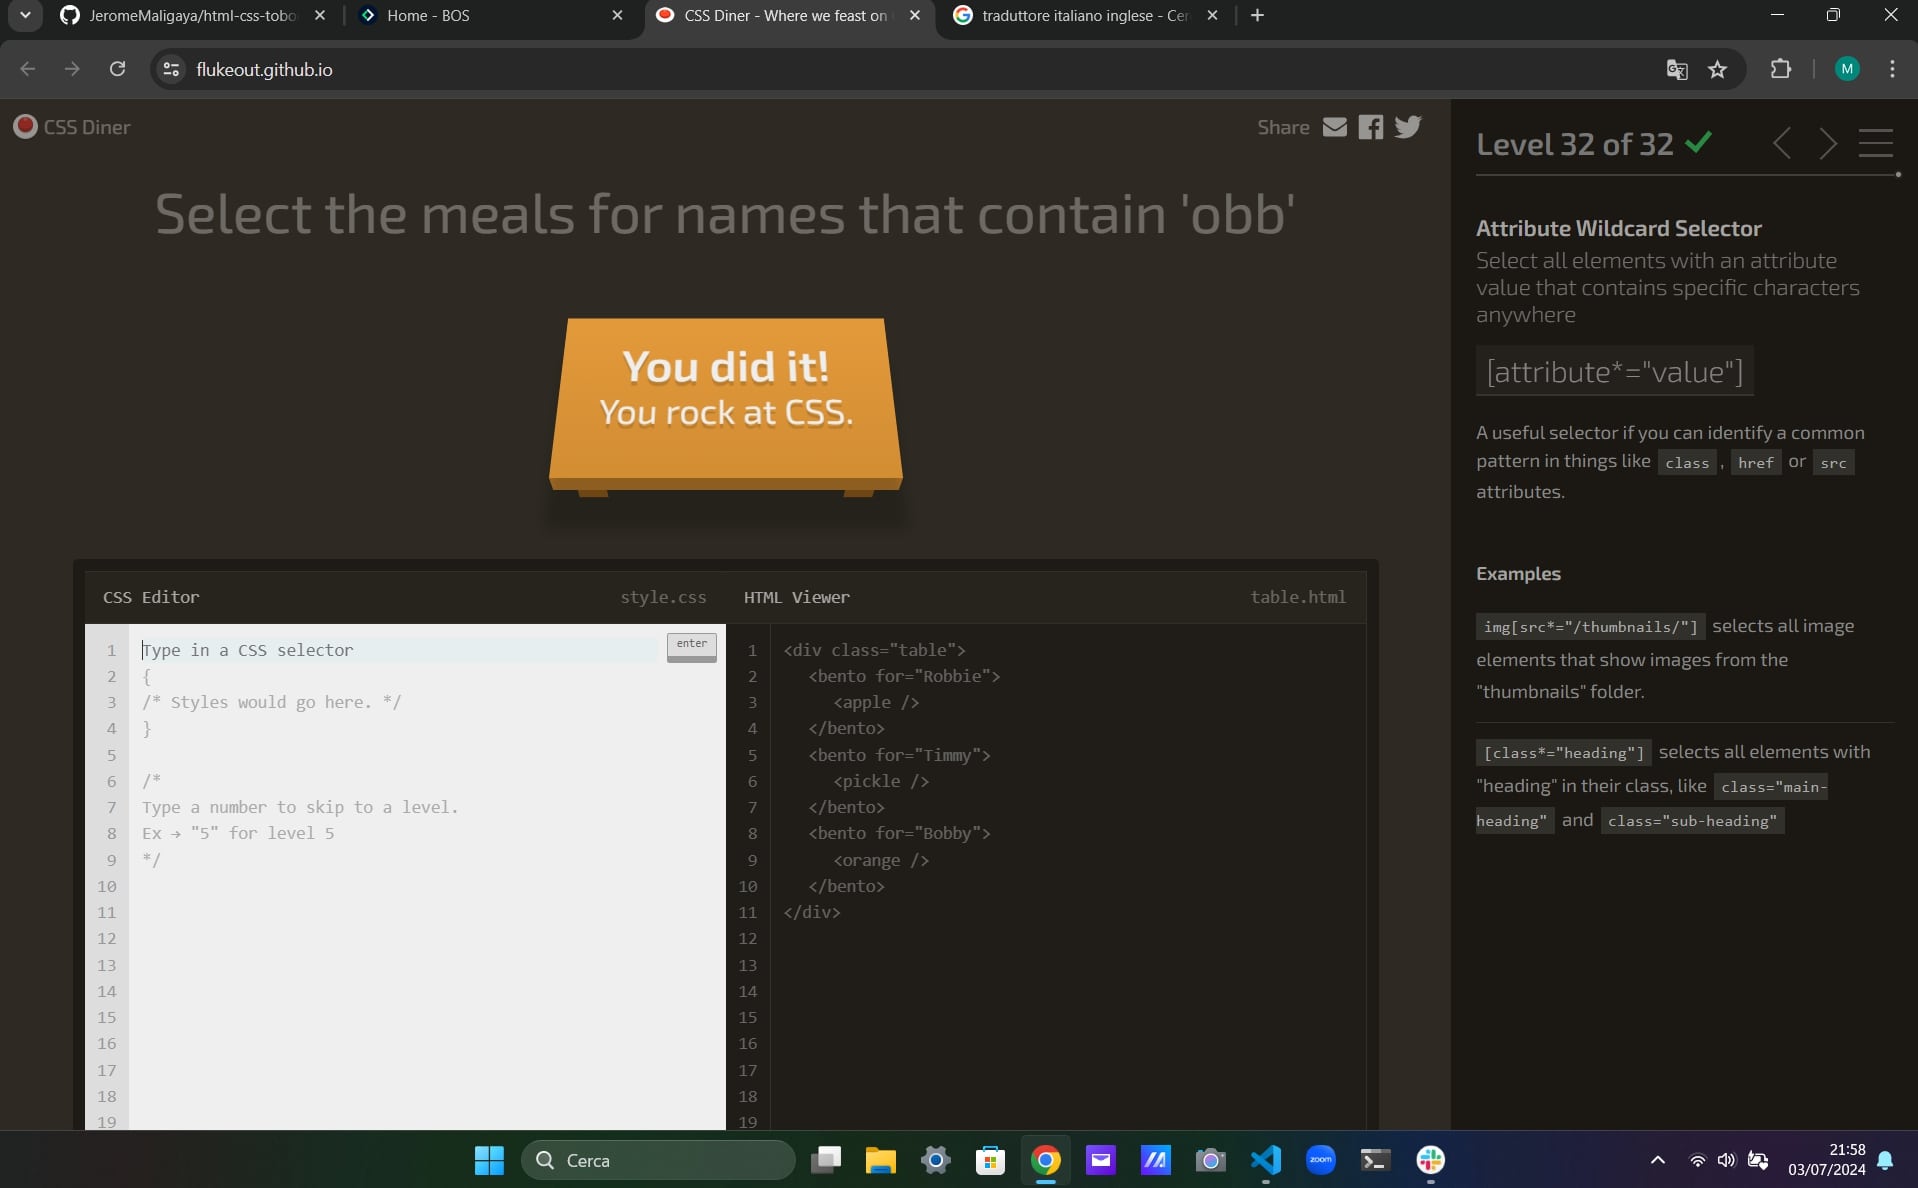 JeromeMaligaya/html-css-tobo
Home - BOS
CSS Diner - Where we feast on
traduttore italiano inglese - Cer
flukeout.github.io
M
CSS Diner
Share
Select the meals for names that contain 'obb'
You did it!
You rock at CSS.
CSS Editor
style.css
HTML Viewer
table.html
1 Type in a CSS selector
enter
2 {
3 /* Styles would go here. */
4 }
5
6 /*
7 Type a number to skip to a level.
8 Ex → "5" for level 5
9 */
10
11
12
13
14
15
16
17
18
19
1 <div class="table">
2 <bento for="Robbie">
3 <apple />
4 </bento>
5 <bento for="Timmy">
6 <pickle />
7 </bento>
8 <bento for="Bobby">
9 <orange />
10 </bento>
11 </div>
12
13
14
15
16
17
18
19
Level 32 of 32
Attribute Wildcard Selector
Select all elements with an attribute
value that contains specific characters
anywhere
[attribute*="value"]
A useful selector if you can identify a common
pattern in things like class , href or src
attributes.
Examples
img[src*="/thumbnails/"] selects all image
elements that show images from the
"thumbnails" folder.
[class*="heading"] selects all elements with
"heading" in their class, like class="main-
heading" and class="sub-heading"
Cerca
zoom
21:58
03/07/2024